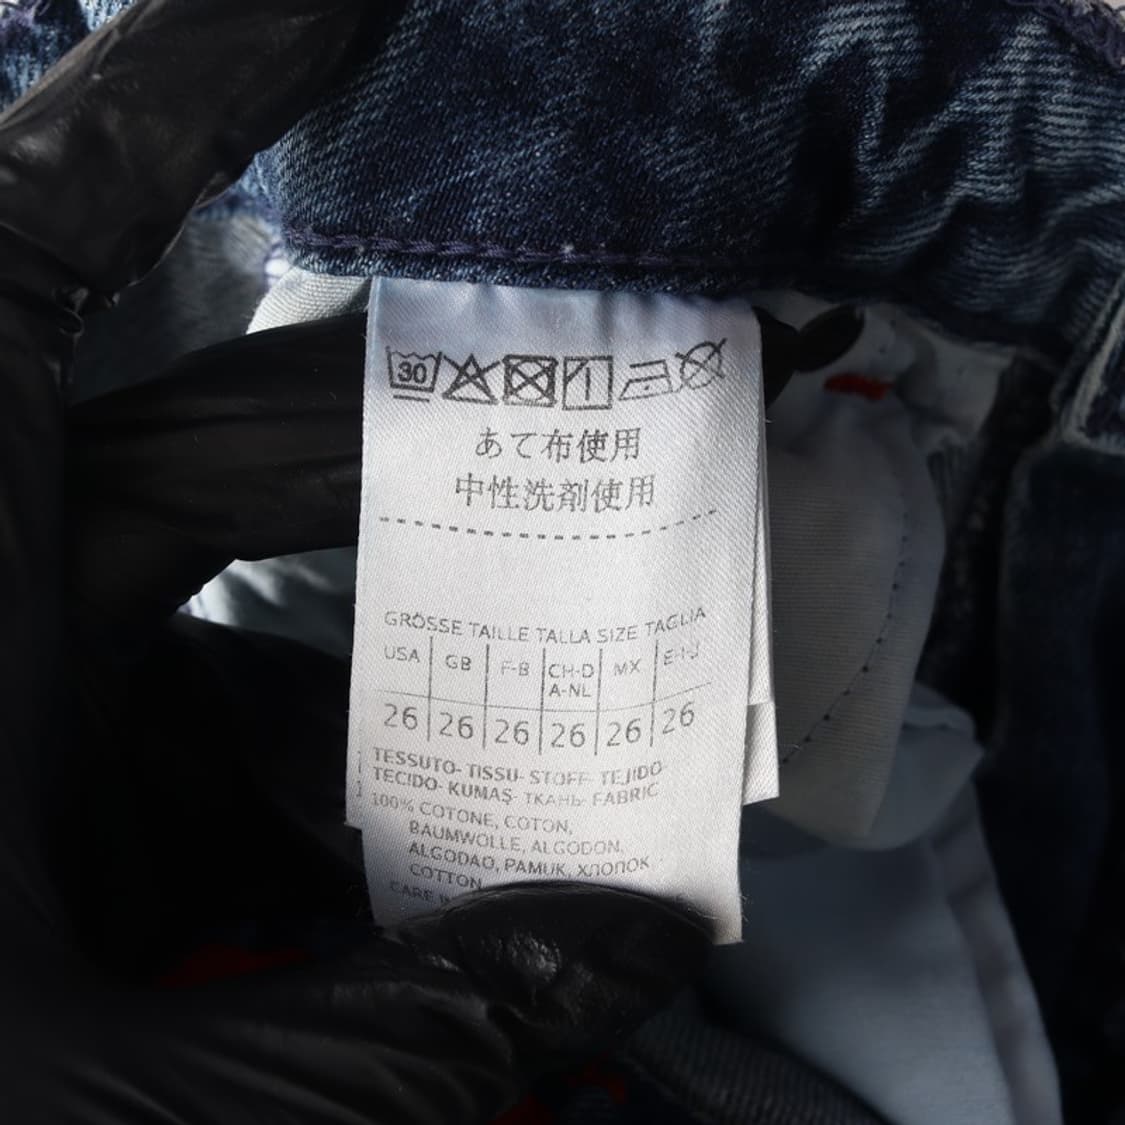 30
あて布使用
中性洗剤使用
GRÖSSE TAILLE TALLA SIZE TAGLIA
USA GB F-B CH-D A-NL MX E-I-J
26 26 26 26 26 26
TESSUTO- TISSU- STOFF- TEJIDO-
TECIDO- KUMAŞ- ТКАНЬ- FABRIC
100% COTONE, COTON,
BAUMWOLLE, ALGODON,
ALGODAO, PAMUK, ХЛОПОК
COTTON
CARE